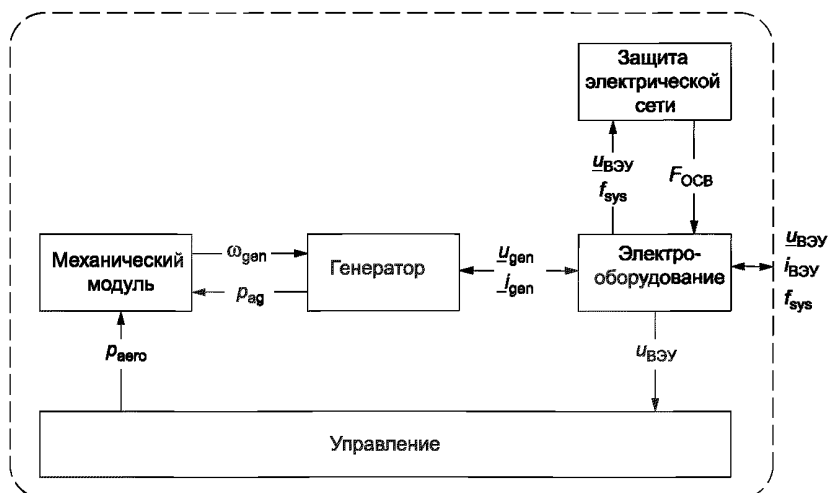 Защита
электрической
сети
u_ВЭУ
f_sys
F_ОСВ
Механический
модуль
ω_gen
p_ag
Генератор
u_gen
i_gen
Электро-
оборудование
u_ВЭУ
i_ВЭУ
f_sys
p_aero
u_ВЭУ
Управление